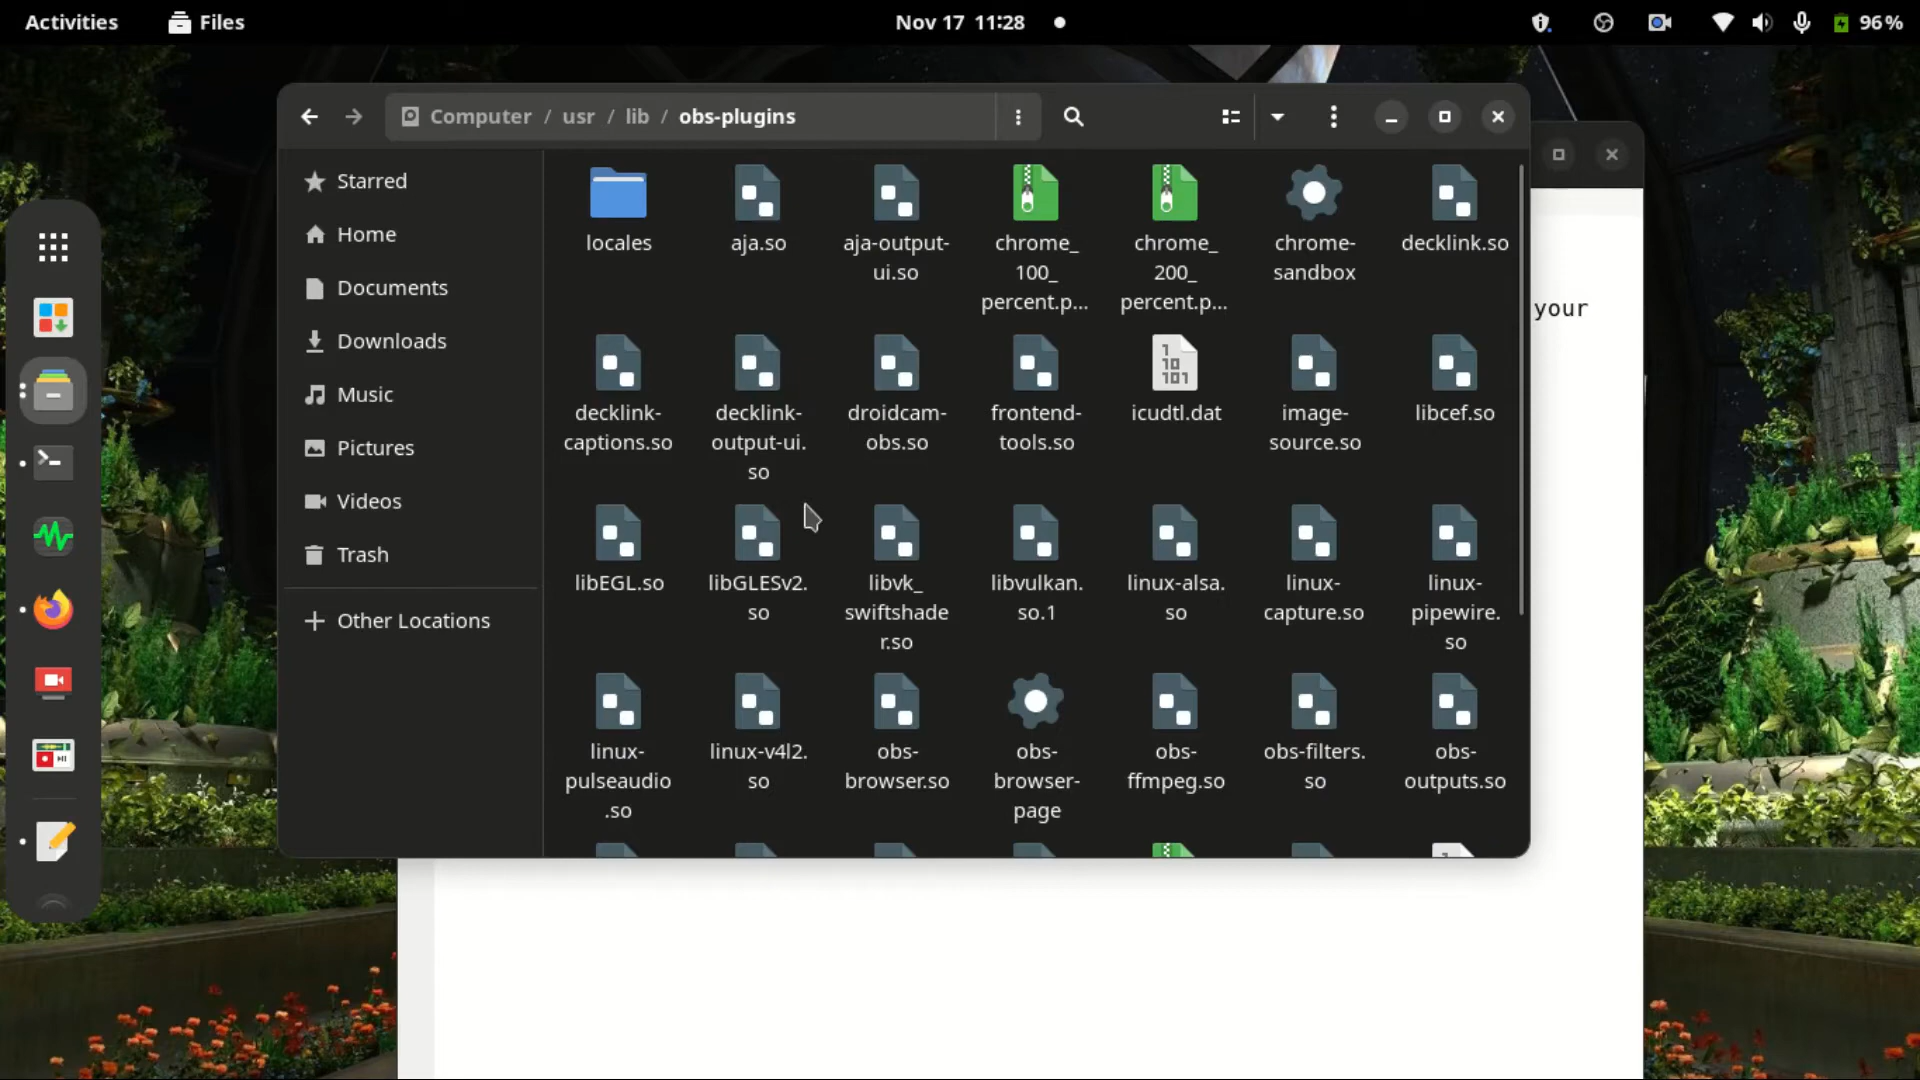 Activities Files Nov 17 11:28 96%
Computer / usr / lib / obs-plugins
Starred
Home
Documents
Downloads
Music
Pictures
Videos
Trash
Other Locations
locales
aja.so
aja-output-
ui.so
chrome_
100_
percent.p...
chrome_
200_
percent.p...
chrome-
sandbox
decklink.so
decklink-
captions.so
decklink-
output-ui.
so
droidcam-
obs.so
frontend-
tools.so
1
10
101
icudtl.dat
image-
source.so
libcef.so
libEGL.so
libGLESv2.
so
libvk_
swiftshade
r.so
libvulkan.
so.1
linux-alsa.
so
linux-
capture.so
linux-
pipewire.
so
linux-
pulseaudio
.so
linux-v4l2.
so
obs-
browser.so
obs-
browser-
page
obs-
ffmpeg.so
obs-filters.
so
obs-
outputs.so
your